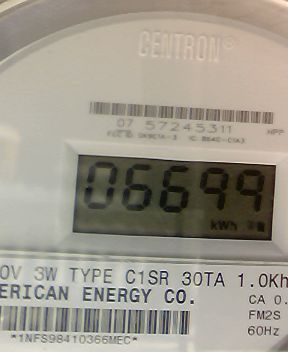 CENTRON®
07 57245311
06699
kWh
0V 3W TYPE C1SR 30TA 1.0Kh
ERICAN ENERGY CO.
CA 0.
FM2S
60Hz
*1NFS98410366MEC*